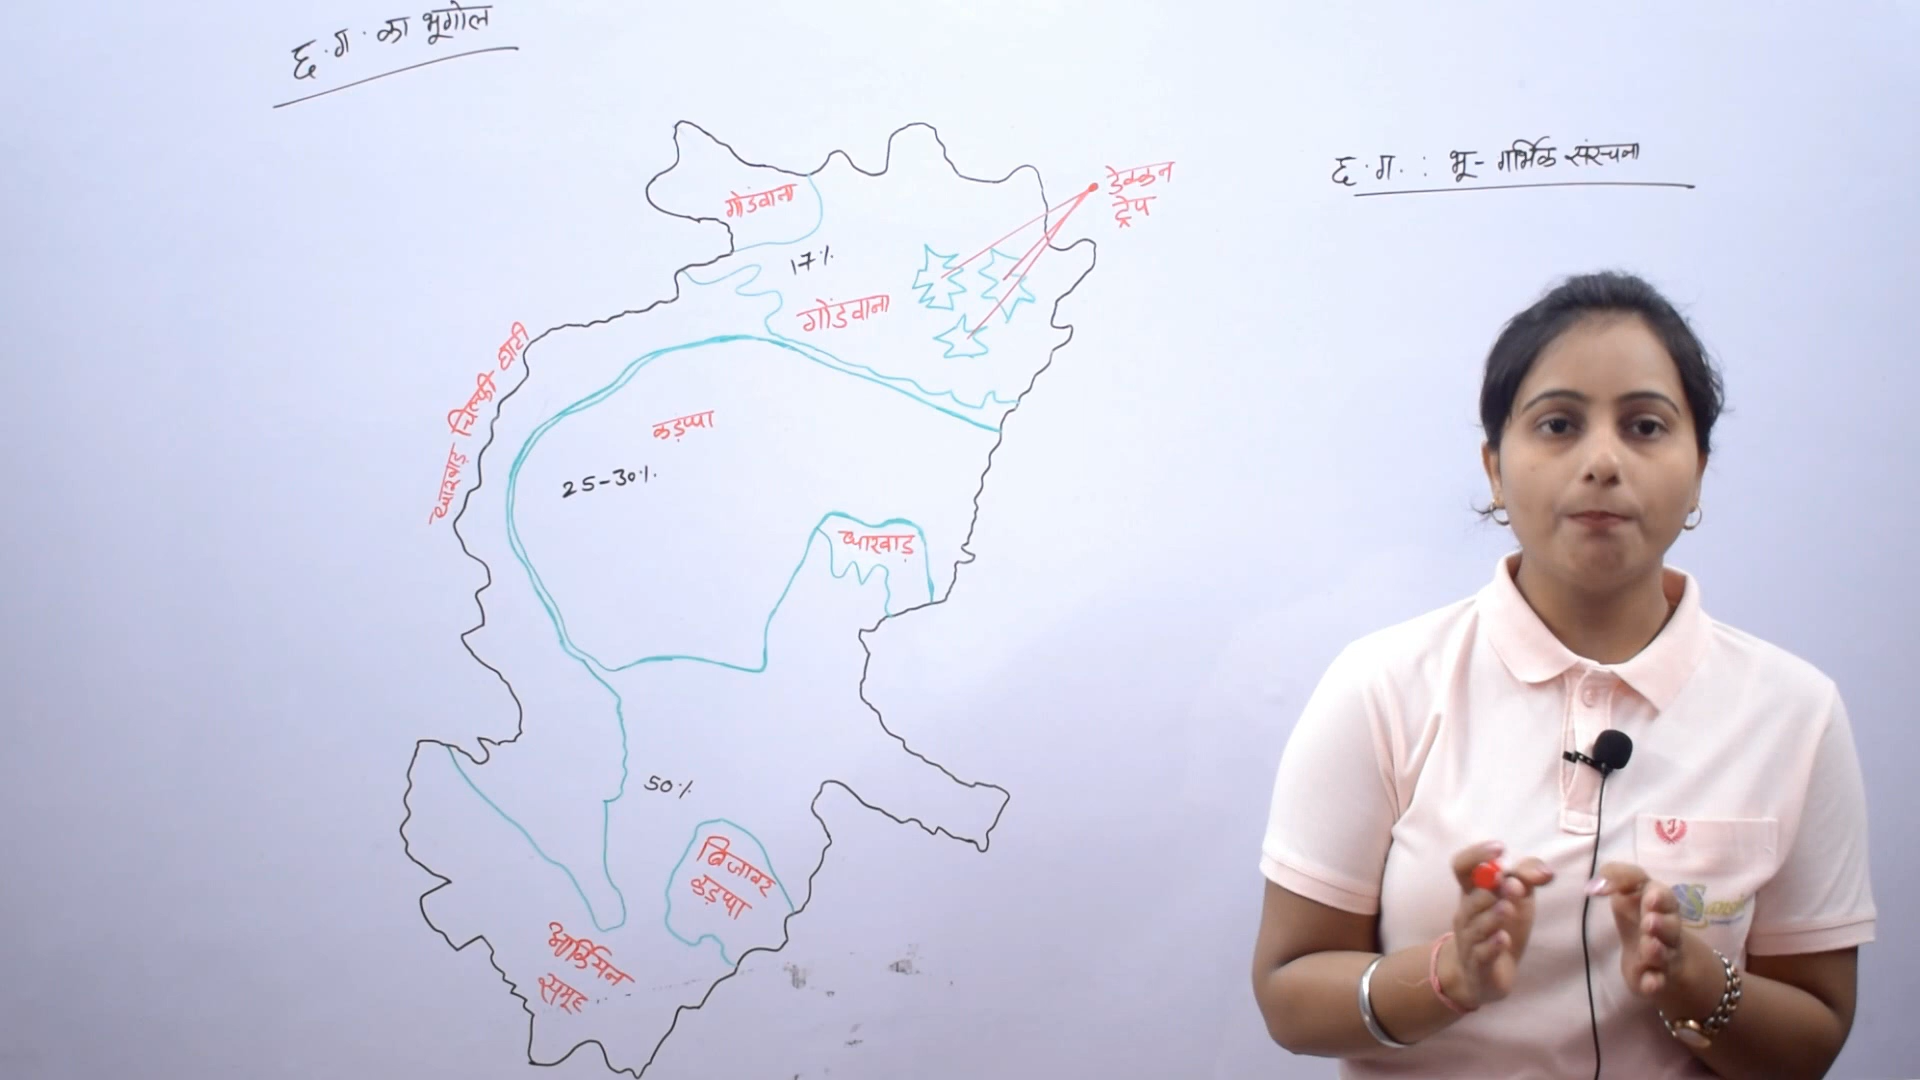 छ.ग. का भूगोल
छ.ग. : भू-गर्भिक संरचना
गोंडवाना
डेक्कन
ट्रेप
17%
गोंडवाना
धारवाड़ चिल्फी घाटी
कड़प्पा
25-30%
धारवाड़
50%
बिजावर
कड़प्पा
आर्कियन
समूह